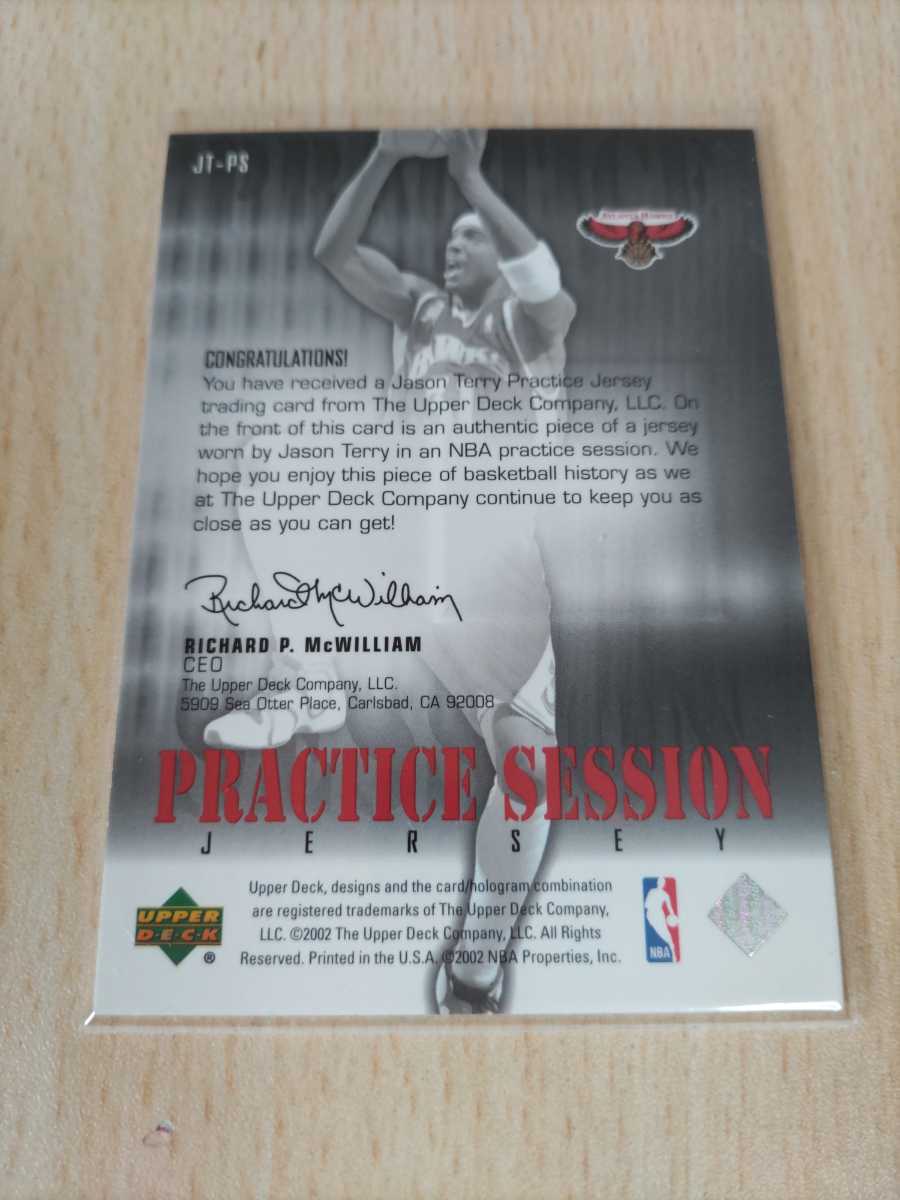 JT-PS
ATLANTA HAWKS
CONGRATULATIONS!
You have received a Jason Terry Practice Jersey
trading card from The Upper Deck Company, LLC. On
the front of this card is an authentic piece of a jersey
worn by Jason Terry in an NBA practice session. We
hope you enjoy this piece of basketball history as we
at The Upper Deck Company continue to keep you as
close as you can get!
Richard McWilliam
RICHARD P. McWILLIAM
CEO
The Upper Deck Company, LLC.
5909 Sea Otter Place, Carlsbad, CA 92008
PRACTICE SESSION
JERSEY
Upper Deck, designs and the card/hologram combination
are registered trademarks of The Upper Deck Company,
LLC. ©2002 The Upper Deck Company, LLC. All Rights
Reserved. Printed in the U.S.A. ©2002 NBA Properties, Inc.
UPPER
D·E·C·K
®
NBA